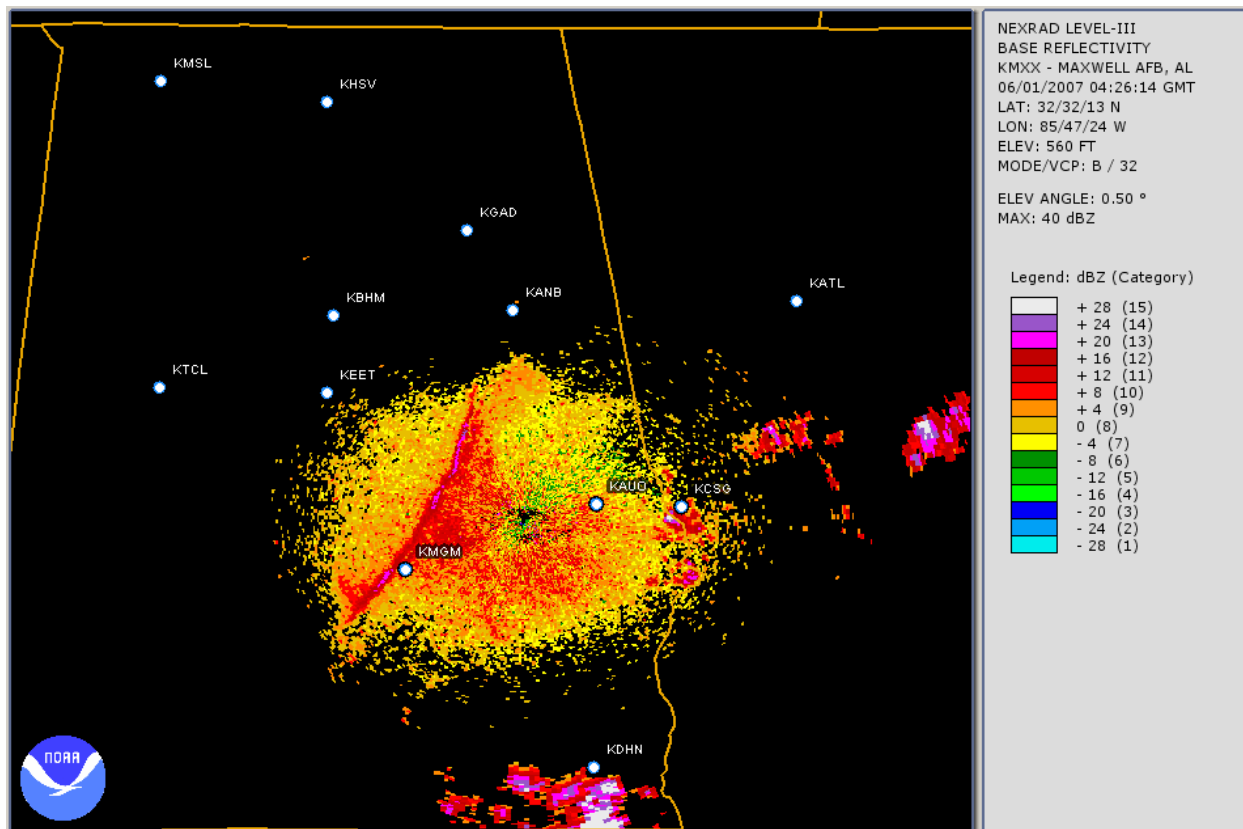 KMSL
KHSV
KGAD
KBHM
KANB
KATL
KTCL
KEET
KAUO
KCSG
KMGM
KDHN
NOAA
NEXRAD LEVEL-III
BASE REFLECTIVITY
KMXX - MAXWELL AFB, AL
06/01/2007 04:26:14 GMT
LAT: 32/32/13 N
LON: 85/47/24 W
ELEV: 560 FT
MODE/VCP: B / 32
ELEV ANGLE: 0.50 °
MAX: 40 dBZ
Legend: dBZ (Category)
+ 28 (15)
+ 24 (14)
+ 20 (13)
+ 16 (12)
+ 12 (11)
+ 8 (10)
+ 4 (9)
0 (8)
- 4 (7)
- 8 (6)
- 12 (5)
- 16 (4)
- 20 (3)
- 24 (2)
- 28 (1)